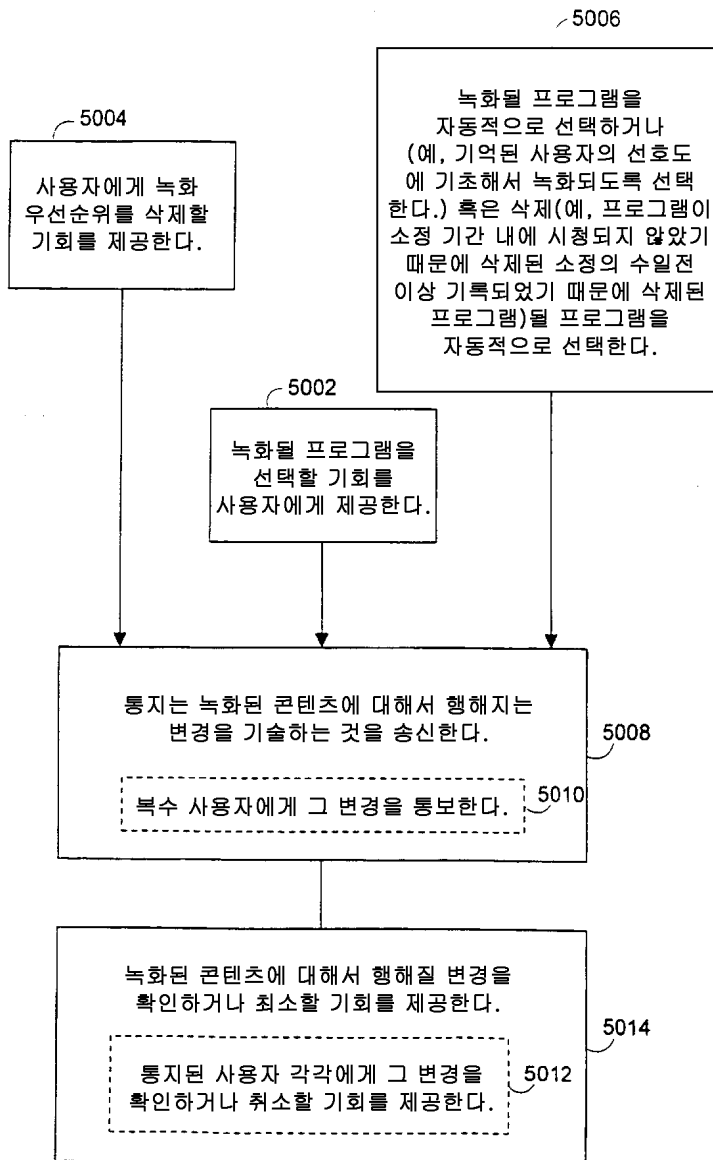 5006
녹화될 프로그램을
자동적으로 선택하거나
(예, 기억된 사용자의 선호도
에 기초해서 녹화되도록 선택
한다.) 혹은 삭제(예, 프로그램이
소정 기간 내에 시청되지 않았기
때문에 삭제된 소정의 수일전
이상 기록되었기 때문에 삭제된
프로그램)될 프로그램을
자동적으로 선택한다.
5004
사용자에게 녹화
우선순위를 삭제할
기회를 제공한다.
5002
녹화될 프로그램을
선택할 기회를
사용자에게 제공한다.
통지는 녹화된 콘텐츠에 대해서 행해지는
변경을 기술하는 것을 송신한다.
5008
복수 사용자에게 그 변경을 통보한다.
5010
녹화된 콘텐츠에 대해서 행해질 변경을
확인하거나 최소할 기회를 제공한다.
5014
통지된 사용자 각각에게 그 변경을
확인하거나 취소할 기회를 제공한다.
5012